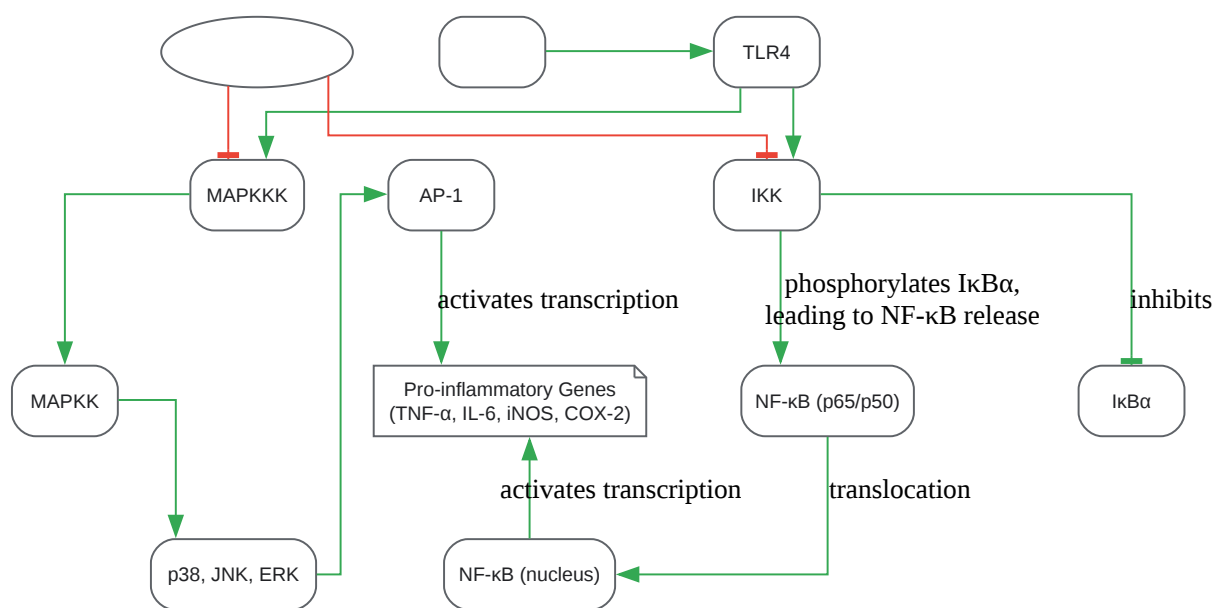 TLR4
MAPKKK
AP-1
IKK
activates transcription
phosphorylates IκBα,
leading to NF-κB release
inhibits
MAPKK
Pro-inflammatory Genes
(TNF-α, IL-6, iNOS, COX-2)
NF-κB (p65/p50)
IκBα
activates transcription
translocation
p38, JNK, ERK
NF-κB (nucleus)